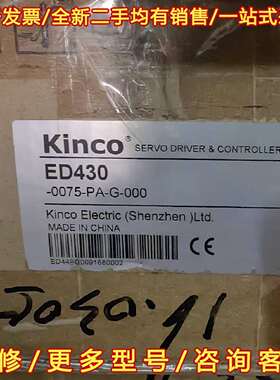 发票/全新二手均有销售/一站式
Kinco® SERVO DRIVER & CONTROLLER
ED430
-0075-PA-G-000
Kinco Electric (Shenzhen) Ltd.
MADE IN CHINA
CE
修/更多型号/咨询客